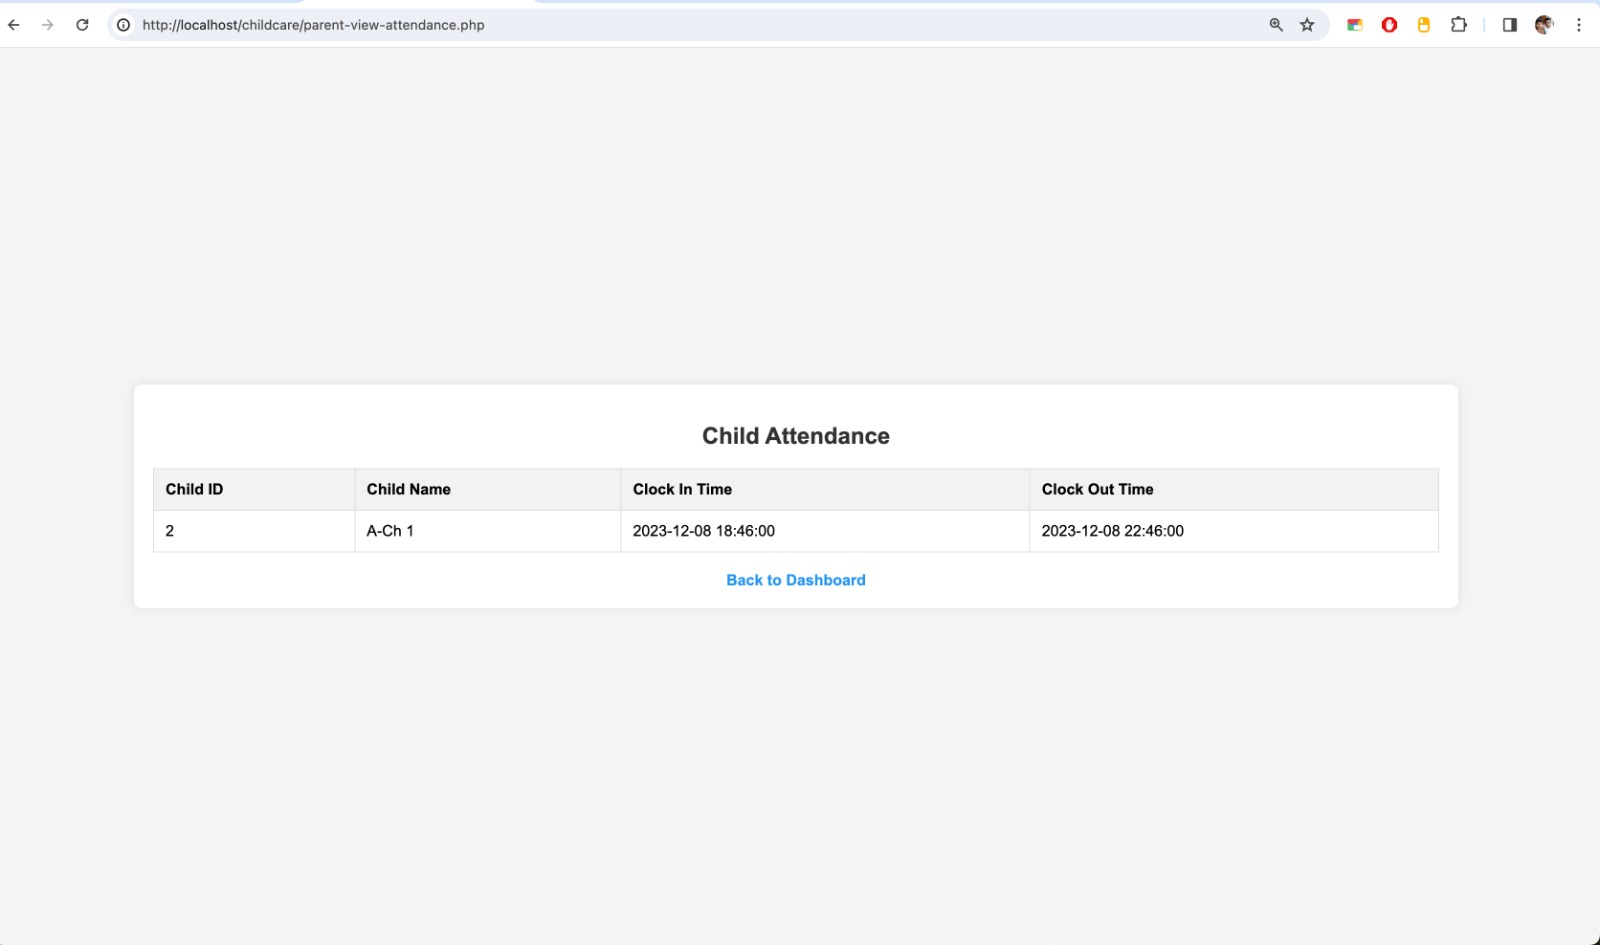 http://localhost/childcare/parent-view-attendance.php
Child Attendance
Child ID Child Name Clock In Time Clock Out Time
2 A-Ch 1 2023-12-08 18:46:00 2023-12-08 22:46:00
Back to Dashboard